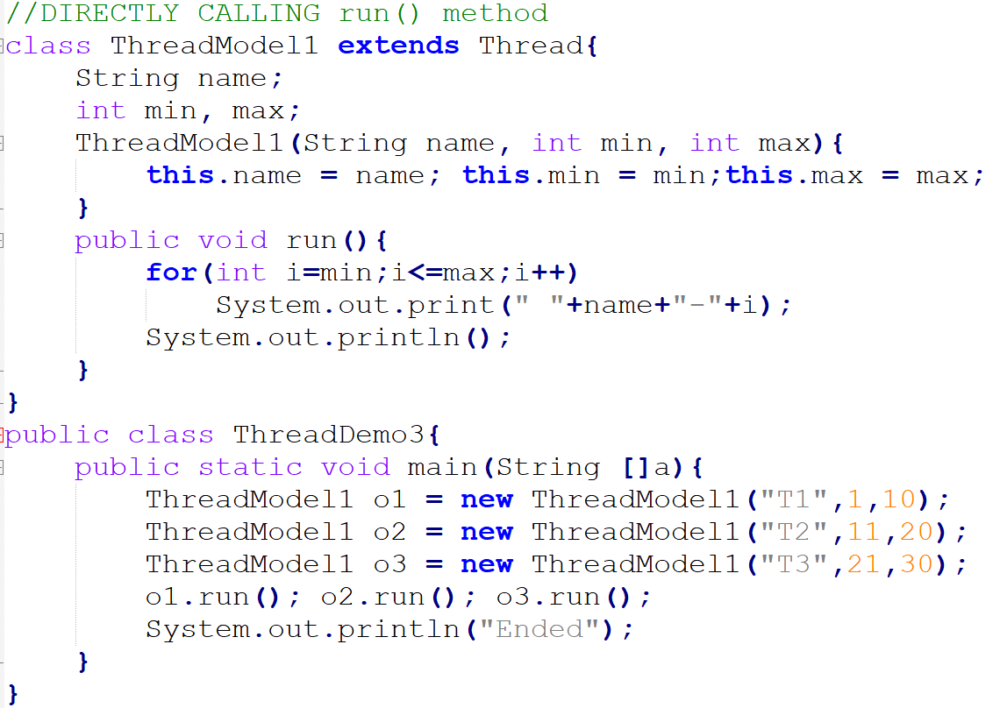 //DIRECTLY CALLING run() method
class ThreadModel1 extends Thread{
    String name;
    int min, max;
    ThreadModel1(String name, int min, int max){
        this.name = name; this.min = min;this.max = max;
    }
    public void run(){
        for(int i=min;i<=max;i++)
            System.out.print(" "+name+"-"+i);
        System.out.println();
    }
}
public class ThreadDemo3{
    public static void main(String []a){
        ThreadModel1 o1 = new ThreadModel1("T1",1,10);
        ThreadModel1 o2 = new ThreadModel1("T2",11,20);
        ThreadModel1 o3 = new ThreadModel1("T3",21,30);
        o1.run(); o2.run(); o3.run();
        System.out.println("Ended");
    }
}